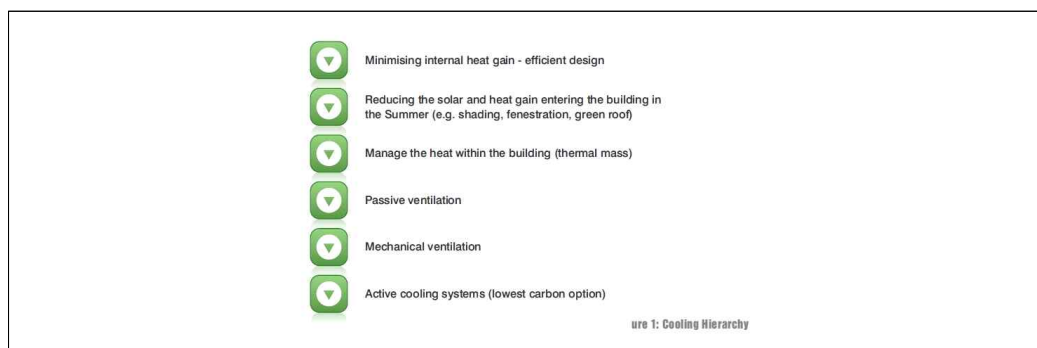 Minimising internal heat gain - efficient design
Reducing the solar and heat gain entering the building in
the Summer (e.g. shading, fenestration, green roof)
Manage the heat within the building (thermal mass)
Passive ventilation
Mechanical ventilation
Active cooling systems (lowest carbon option)
ure 1: Cooling Hierarchy